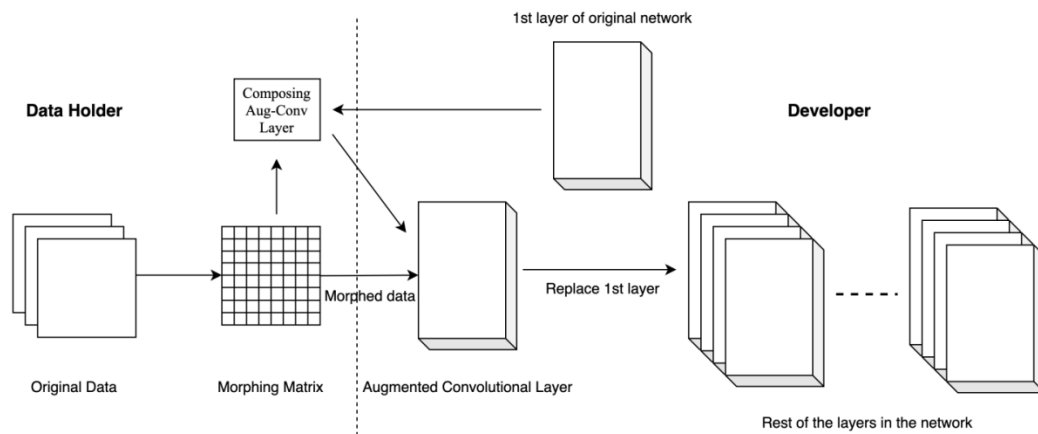 1st layer of original network
Data Holder
Composing
Aug-Conv
Layer
Developer
Morphed data
Replace 1st layer
Original Data
Morphing Matrix
Augmented Convolutional Layer
Rest of the layers in the network